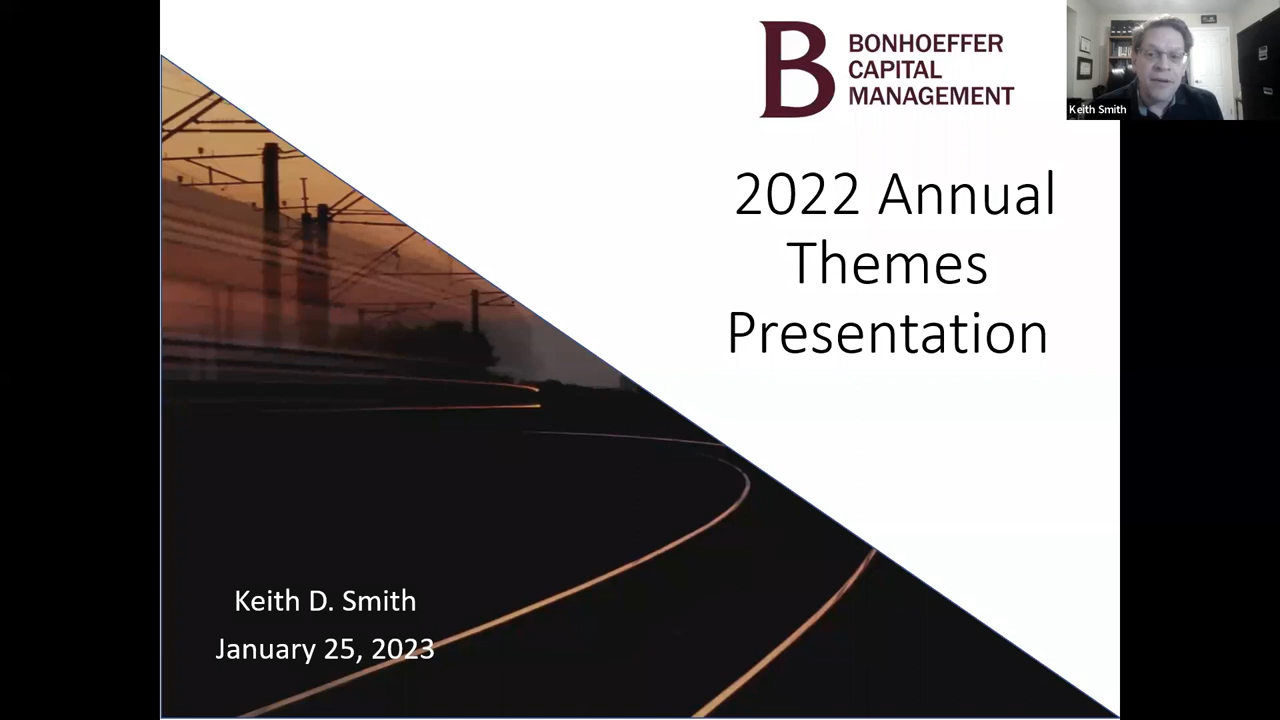 BONHOEFFER
CAPITAL
MANAGEMENT
Keith Smith
2022 Annual
Themes
Presentation
Keith D. Smith
January 25, 2023